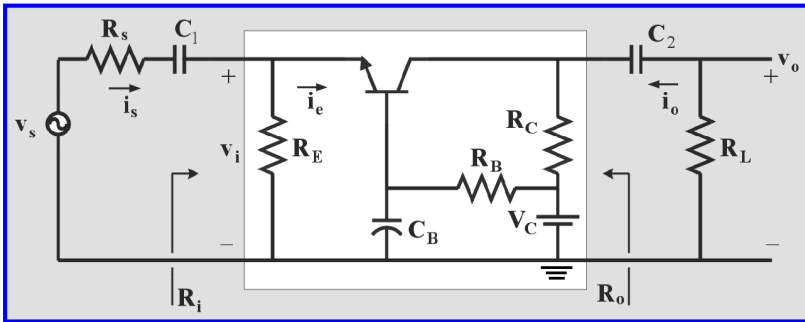 Rs C1 C2 vo
+ + 
is ie io
vs vi RE RC RL
RB
CB VC
− −
Ri Ro